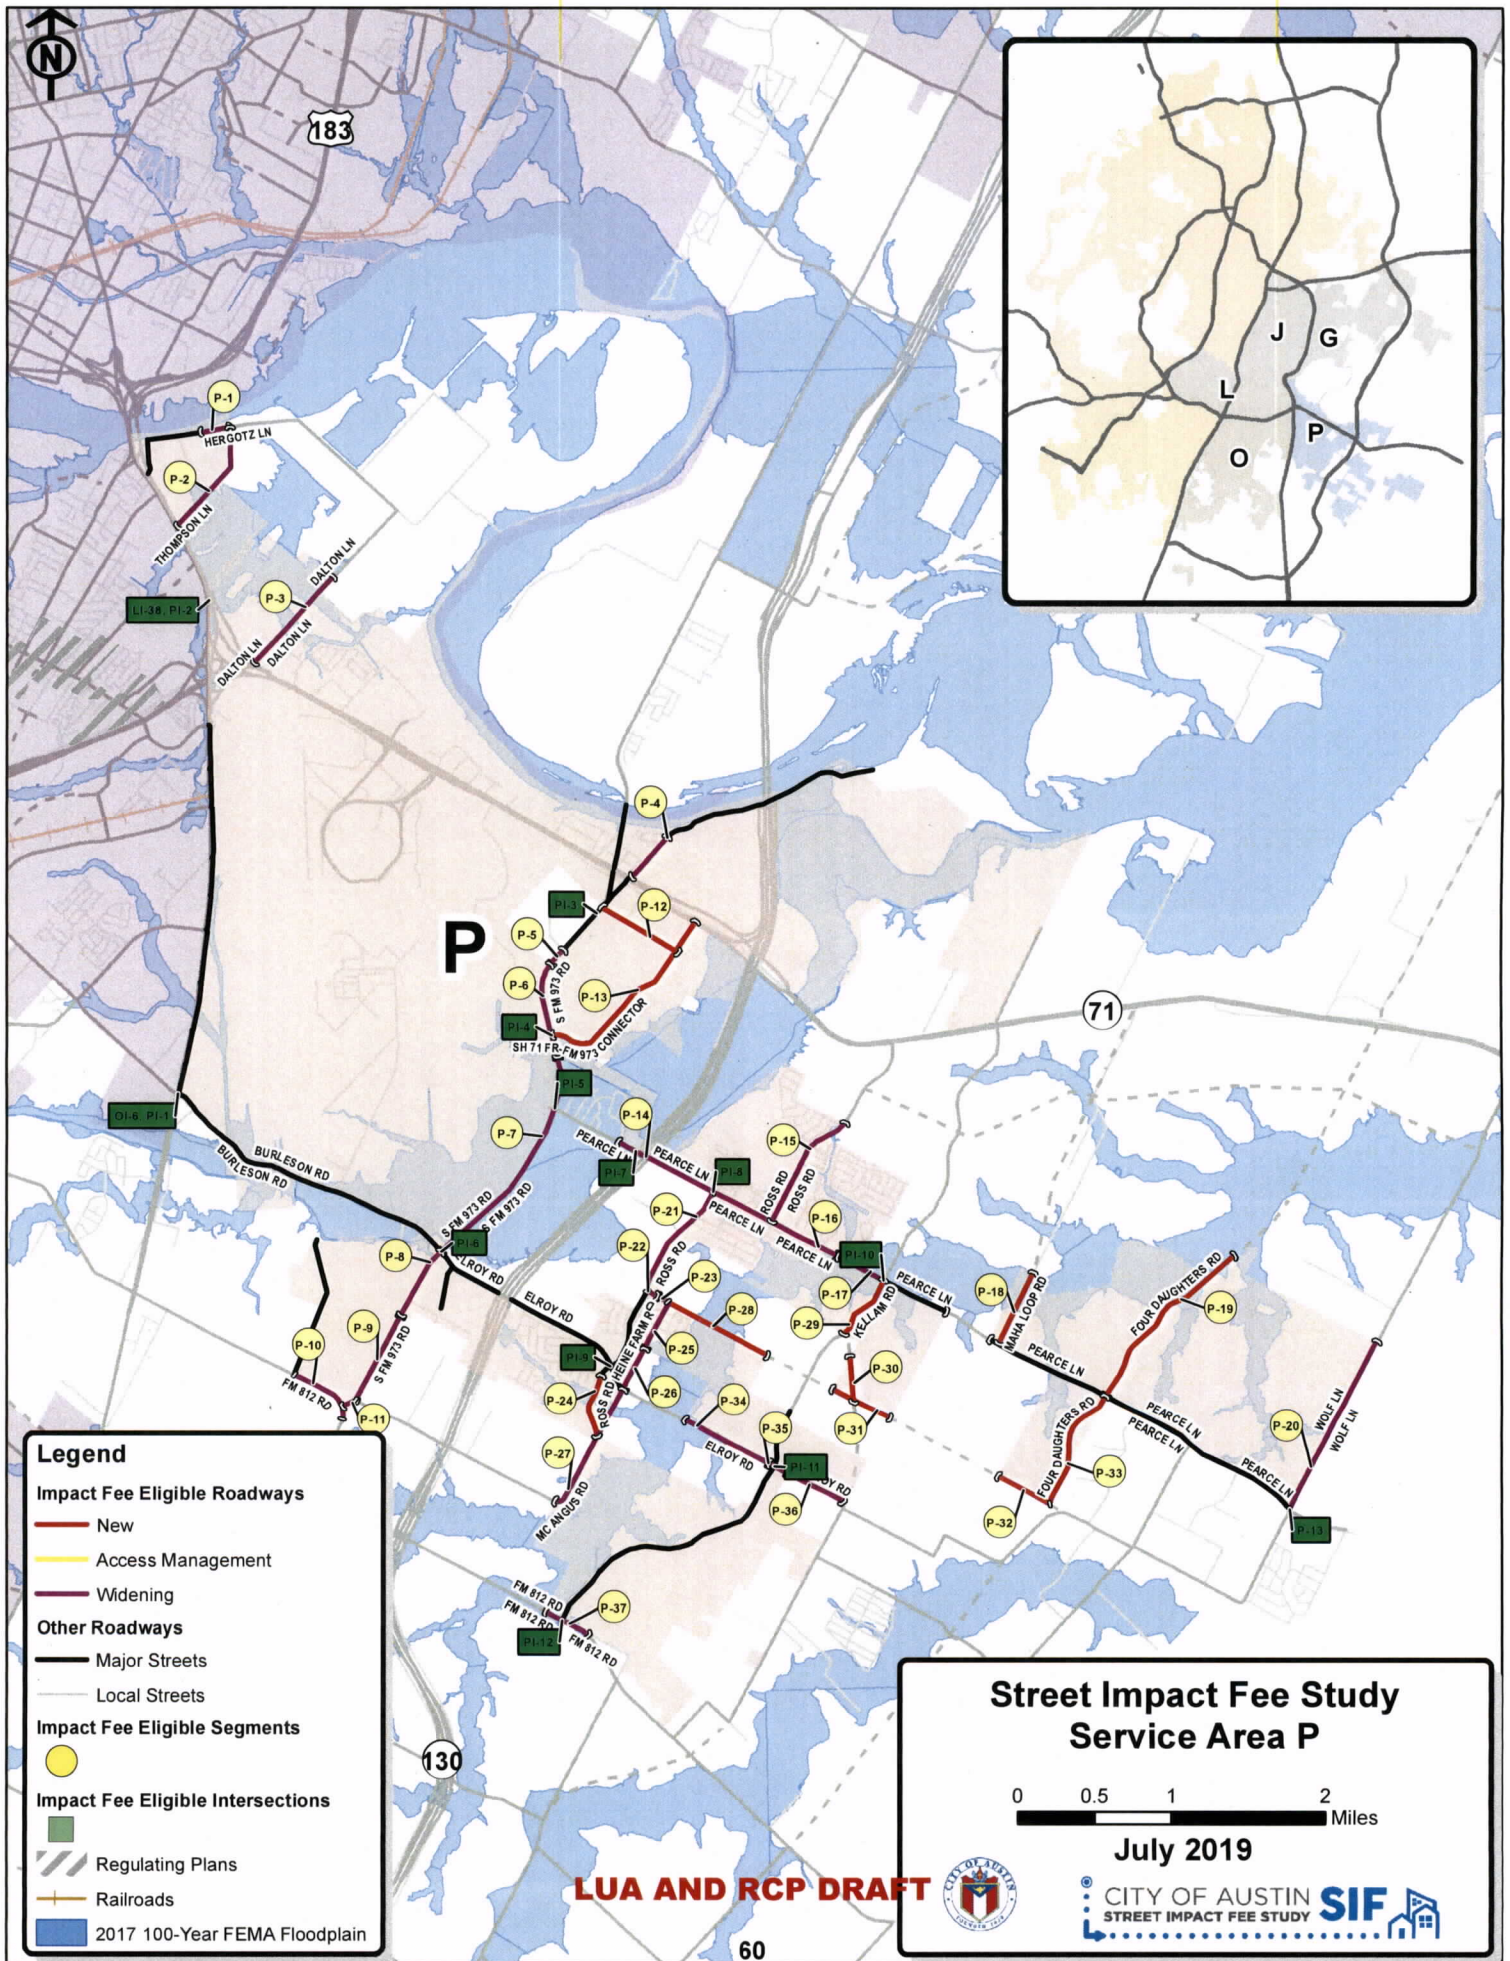 N
183
J
G
L
P
O
P-1
HERGOTZ LN
P-2
THOMPSON LN
DALTON LN
P-3
LI-38, PI-2
DALTON LN
DALTON LN
P-4
PI-3
P-12
P
P-5
P-6
S FM 973 RD
P-13
71
PI-4
SH 71 FR-FM 973 CONNECTOR
PI-5
OI-6, PI-1
P-14
P-7
PEARCE LN
PEARCE LN
P-15
BURLESON RD
BURLESON RD
PI-7
PI-8
ROSS RD
ROSS RD
S FM 973 RD
S FM 973 RD
P-21
PEARCE LN
P-16
PI-6
P-8
P-22
ROSS RD
PEARCE LN
PI-10
ELROY RD
P-23
P-17
PEARCE LN
P-18
MAHA LOOP RD
FOUR DAUGHTERS RD
P-19
ELROY RD
P-28
P-29
KELLAM RD
P-9
P-10
S FM 973 RD
HEINE FARM RD
P-25
PI-9
P-30
PEARCE LN
FM 812 RD
P-24
ROSS RD
P-26
P-34
P-11
P-35
P-31
FOUR DAUGHTERS RD
PEARCE LN
PEARCE LN
WOLF LN
WOLF LN
P-20
P-27
ELROY RD
PI-11
OY RD
P-33
PEARCE LN
MC ANGUS RD
P-36
P-32
P-13
FM 812 RD
FM 812 RD
P-37
PI-12
FM 812 RD
130
Legend
Impact Fee Eligible Roadways
New
Access Management
Widening
Other Roadways
Major Streets
Local Streets
Impact Fee Eligible Segments
Impact Fee Eligible Intersections
Regulating Plans
Railroads
2017 100-Year FEMA Floodplain
Street Impact Fee Study
Service Area P
0 0.5 1 2
Miles
July 2019
LUA AND RCP DRAFT
CITY OF AUSTIN
FOUNDED 1839
CITY OF AUSTIN
STREET IMPACT FEE STUDY
SIF
60